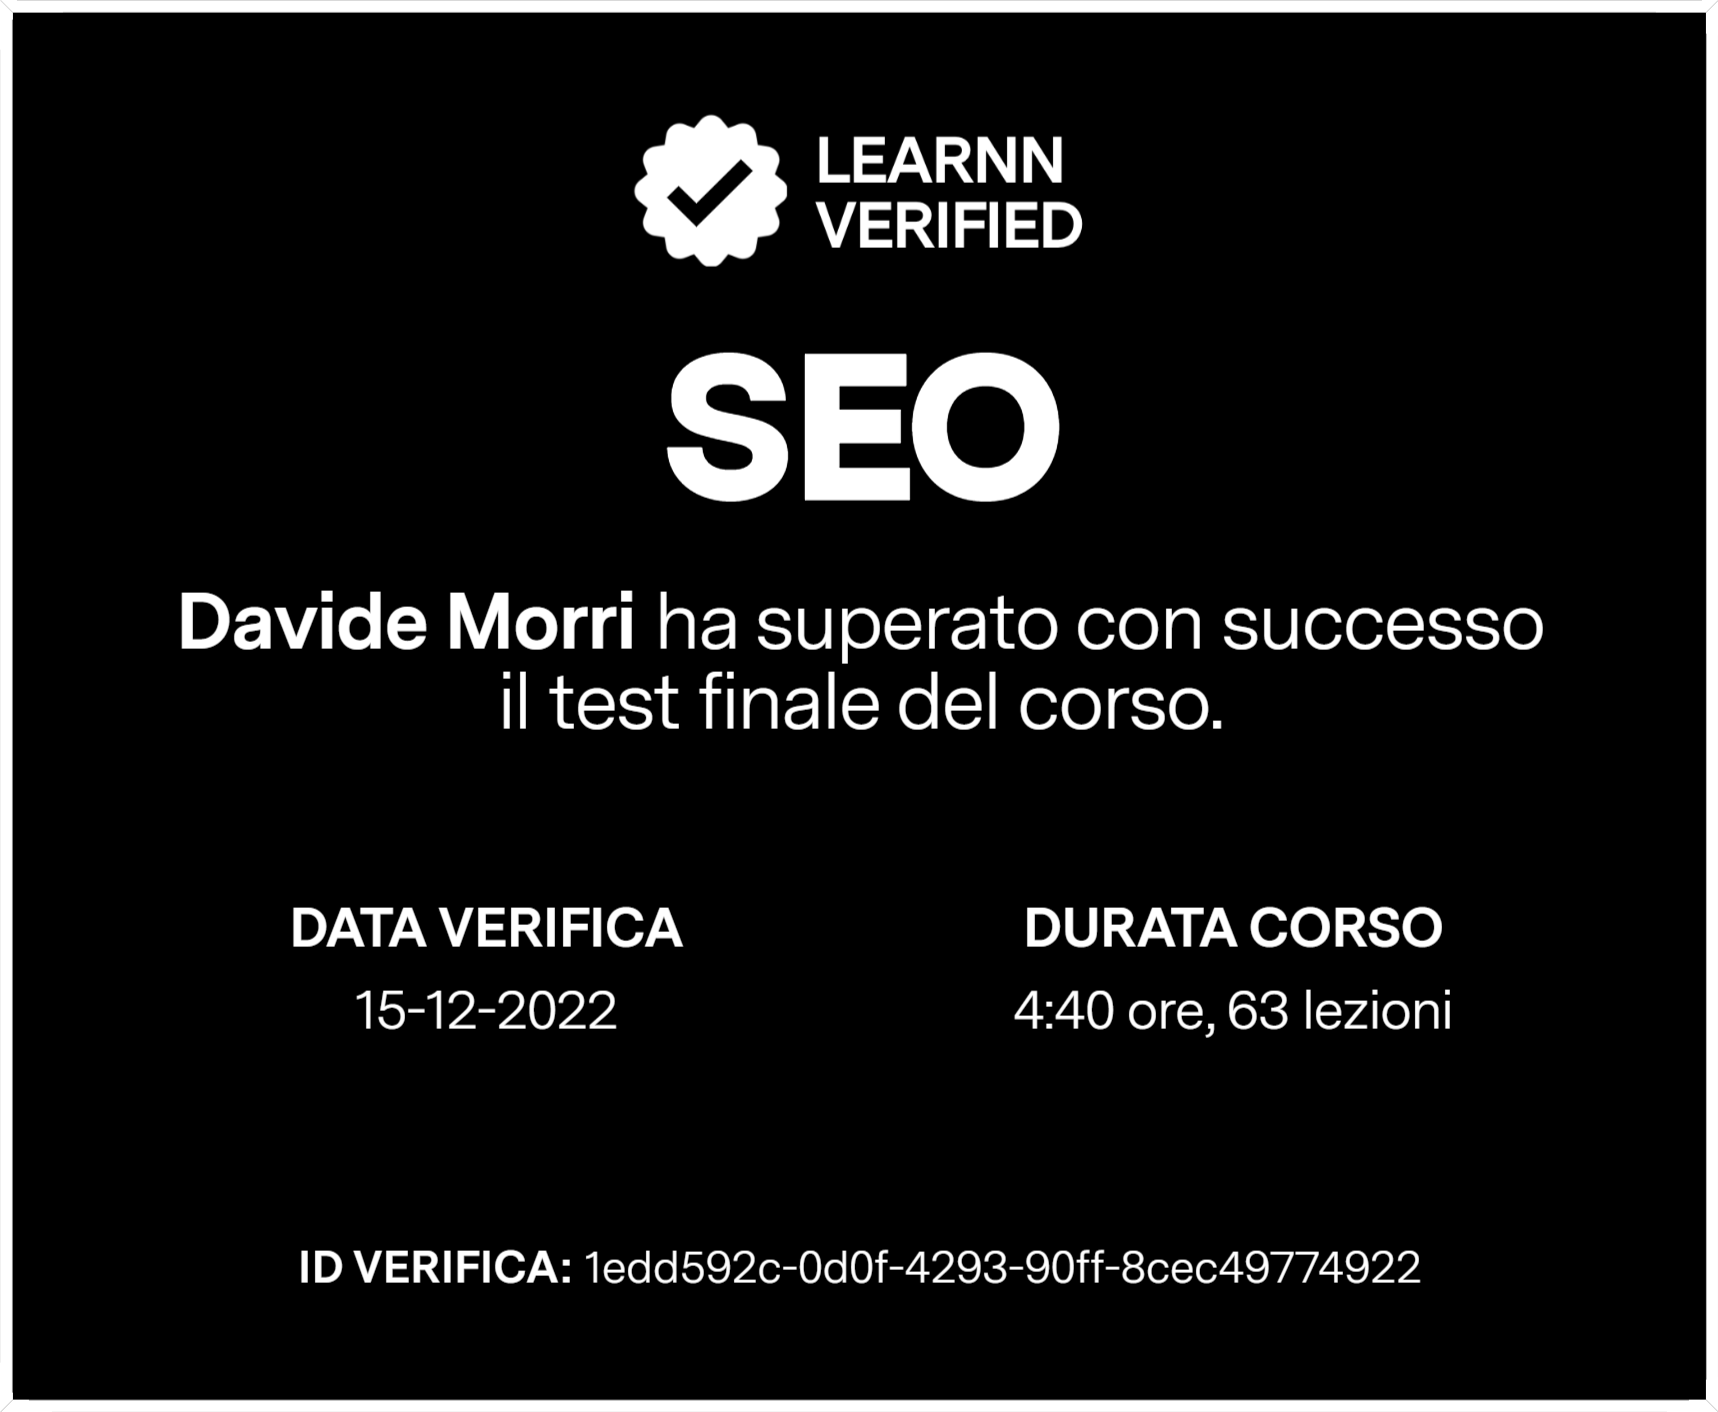 LEARNN
VERIFIED
SEO
Davide Morri ha superato con successo
il test finale del corso.
DATA VERIFICA
15-12-2022
DURATA CORSO
4:40 ore, 63 lezioni
ID VERIFICA: 1edd592c-0d0f-4293-90ff-8cec49774922